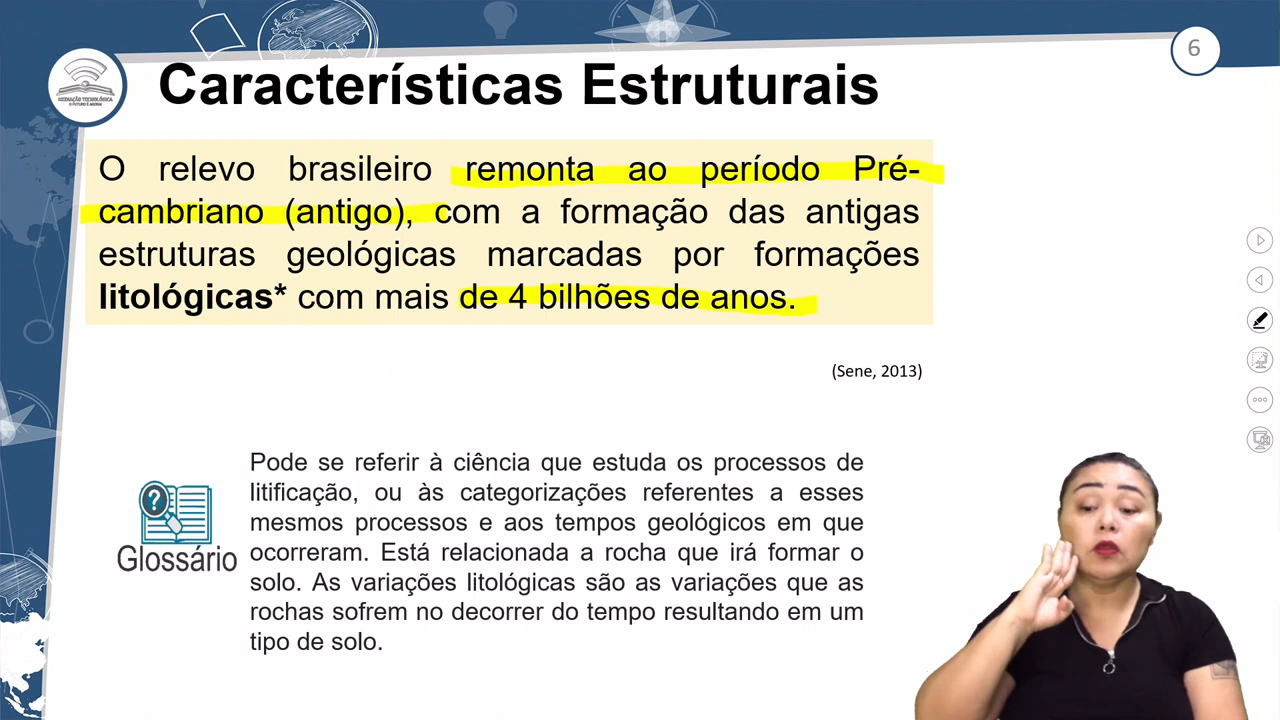 6
MEDIAÇÃO TECNOLÓGICA
O FUTURO É AGORA
Características Estruturais
O relevo brasileiro remonta ao período Pré-
cambriano (antigo), com a formação das antigas
estruturas geológicas marcadas por formações
litológicas* com mais de 4 bilhões de anos.
(Sene, 2013)
Glossário
Pode se referir à ciência que estuda os processos de
litificação, ou às categorizações referentes a esses
mesmos processos e aos tempos geológicos em que
ocorreram. Está relacionada a rocha que irá formar o
solo. As variações litológicas são as variações que as
rochas sofrem no decorrer do tempo resultando em um
tipo de solo.